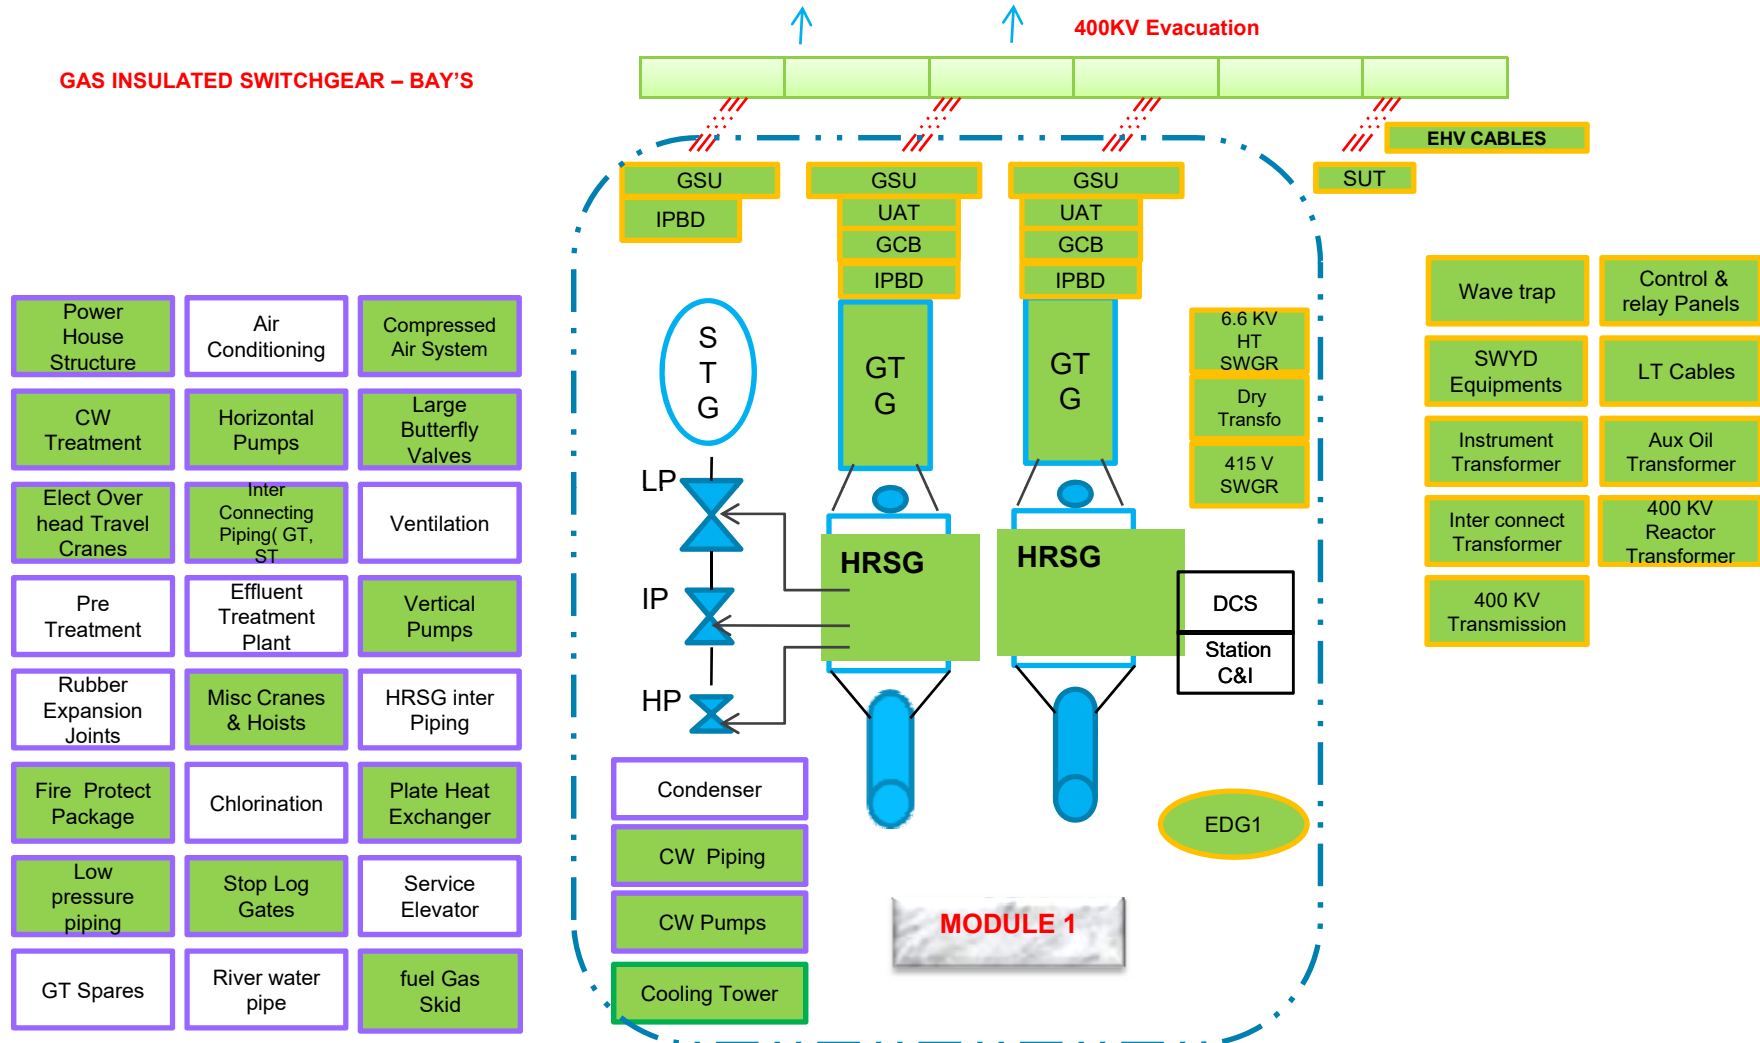 400KV Evacuation
GAS INSULATED SWITCHGEAR – BAY'S
EHV CABLES
GSU
GSU
GSU
SUT
IPBD
UAT
UAT
GCB
GCB
IPBD
IPBD
Power
House
Structure
Air
Conditioning
Compressed
Air System
CW
Treatment
Horizontal
Pumps
Large
Butterfly
Valves
Elect Over
head Travel
Cranes
Inter
Connecting
Piping( GT,
ST
Ventilation
Pre
Treatment
Effluent
Treatment
Plant
Vertical
Pumps
Rubber
Expansion
Joints
Misc Cranes
& Hoists
HRSG inter
Piping
Fire Protect
Package
Chlorination
Plate Heat
Exchanger
Low
pressure
piping
Stop Log
Gates
Service
Elevator
GT Spares
River water
pipe
fuel Gas
Skid
S
T
G
GT
G
GT
G
LP
IP
HP
HRSG
HRSG
6.6 KV
HT
SWGR
Dry
Transfo
415 V
SWGR
DCS
Station
C&I
Condenser
CW Piping
CW Pumps
Cooling Tower
EDG1
MODULE 1
Wave trap
Control &
relay Panels
SWYD
Equipments
LT Cables
Instrument
Transformer
Aux Oil
Transformer
Inter connect
Transformer
400 KV
Reactor
Transformer
400 KV
Transmission